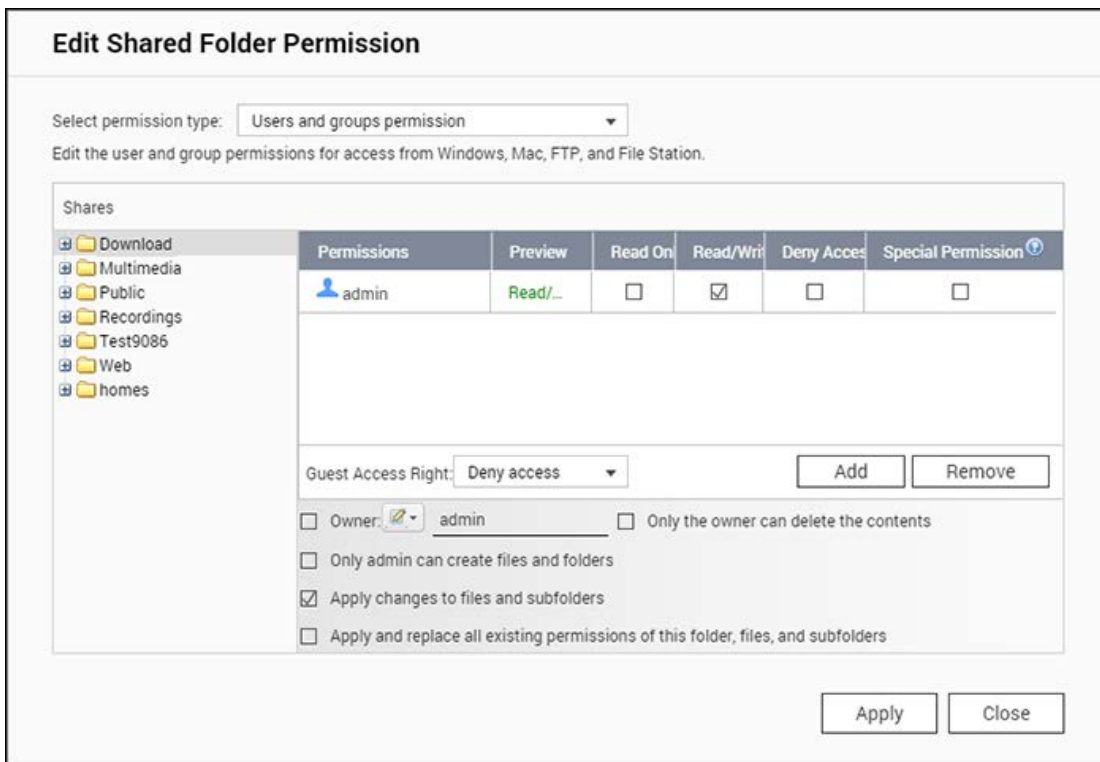 Edit Shared Folder Permission
Select permission type: Users and groups permission
Edit the user and group permissions for access from Windows, Mac, FTP, and File Station.
Shares
Download
Multimedia
Public
Recordings
Test9086
Web
homes
Permissions Preview Read On Read/Wri Deny Acces Special Permission
admin Read/...
Guest Access Right: Deny access Add Remove
Owner: admin Only the owner can delete the contents
Only admin can create files and folders
Apply changes to files and subfolders
Apply and replace all existing permissions of this folder, files, and subfolders
Apply Close